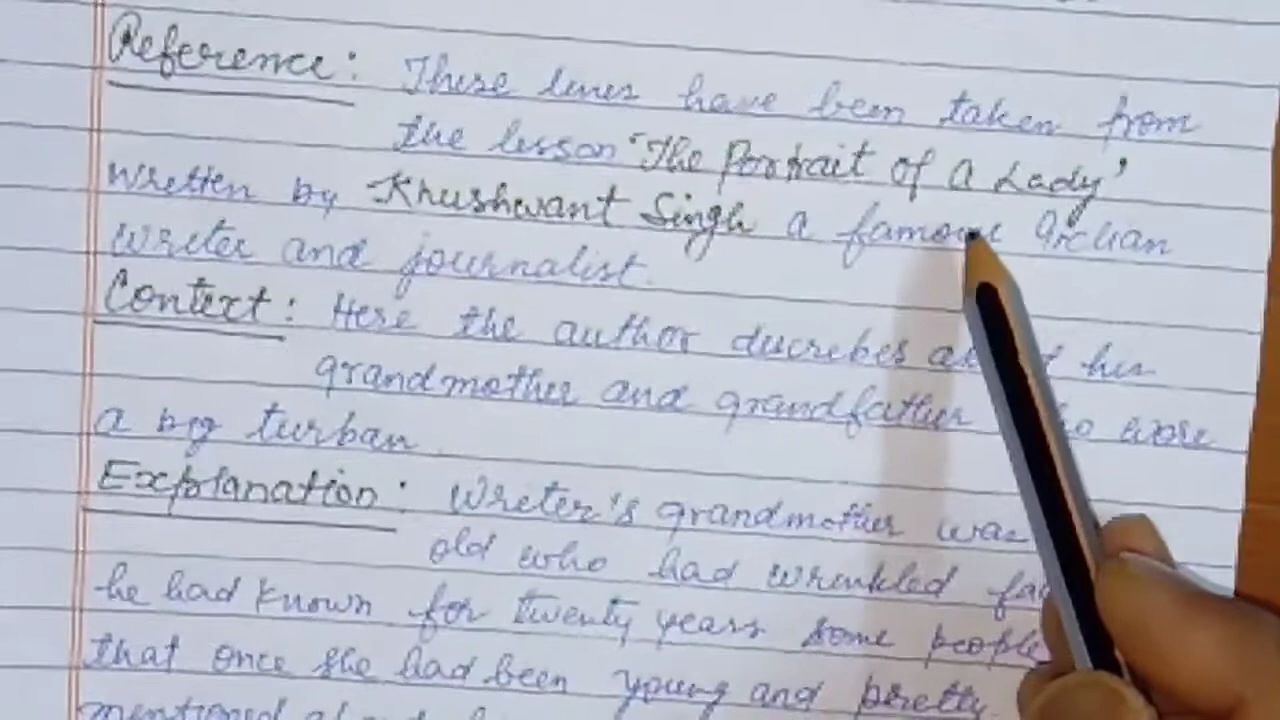 Reference: These lines have been taken from
the lesson 'The Portrait of A Lady'
written by Khushwant Singh a famous Indian
writer and journalist.
Context: Here the author describes his
grandmother and grandfather wore
a big turban.
Explanation: Writer's grandmother was
old who had wrinkled
he had known for twenty years some people
that once she had been young and pretty
mentioned